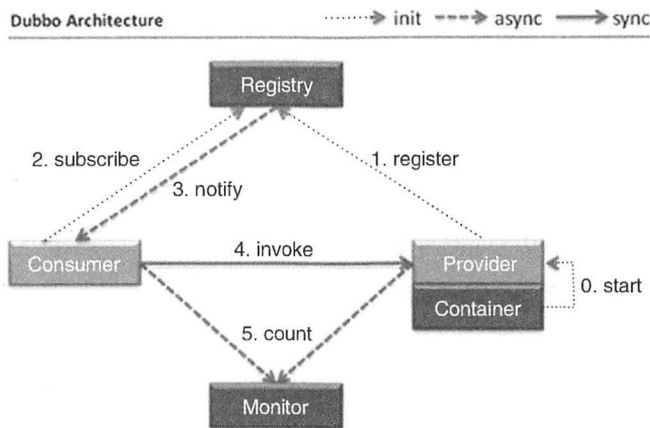 Dubbo Architecture
init
async
sync
Registry
2. subscribe
1. register
3. notify
Consumer
4. invoke
Provider
0. start
Container
5. count
Monitor